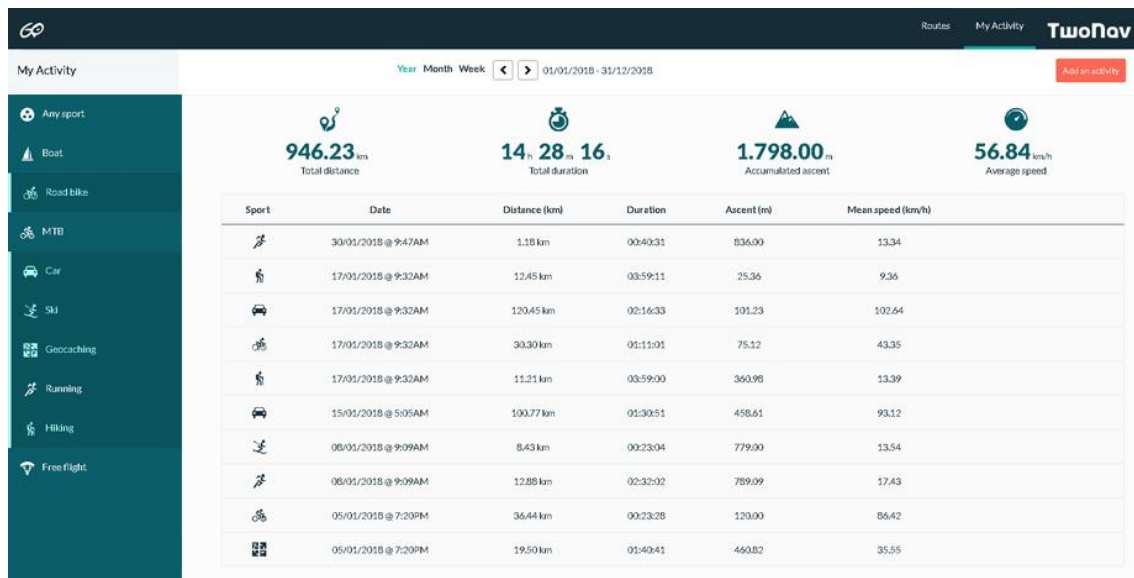 GO
Routes My Activity TwoNav
My Activity
Year Month Week 01/01/2018 - 31/12/2018
Add an activity
Any sport
Boat
Road bike
MTB
Car
Ski
Geocaching
Running
Hiking
Free flight
946.23 km
Total distance
14 h 28 m 16 s
Total duration
1.798.00 m
Accumulated ascent
56.84 km/h
Average speed
Sport Date Distance (km) Duration Ascent (m) Mean speed (km/h)
30/01/2018 @ 9:47AM 1.18 km 00:40:31 836.00 13.34
17/01/2018 @ 9:32AM 12.45 km 03:59:11 25.36 9.36
17/01/2018 @ 9:32AM 120.45 km 02:16:33 101.23 102.64
17/01/2018 @ 9:32AM 30.30 km 01:11:01 75.12 43.35
17/01/2018 @ 9:32AM 11.21 km 03:59:00 360.98 13.39
15/01/2018 @ 5:05AM 100.77 km 01:30:51 458.61 93.12
08/01/2018 @ 9:09AM 8.43 km 00:23:04 779.00 13.54
08/01/2018 @ 9:09AM 12.88 km 02:32:02 789.09 17.43
05/01/2018 @ 7:20PM 36.44 km 00:23:28 120.00 86.42
05/01/2018 @ 7:20PM 19.50 km 01:40:41 460.82 35.55